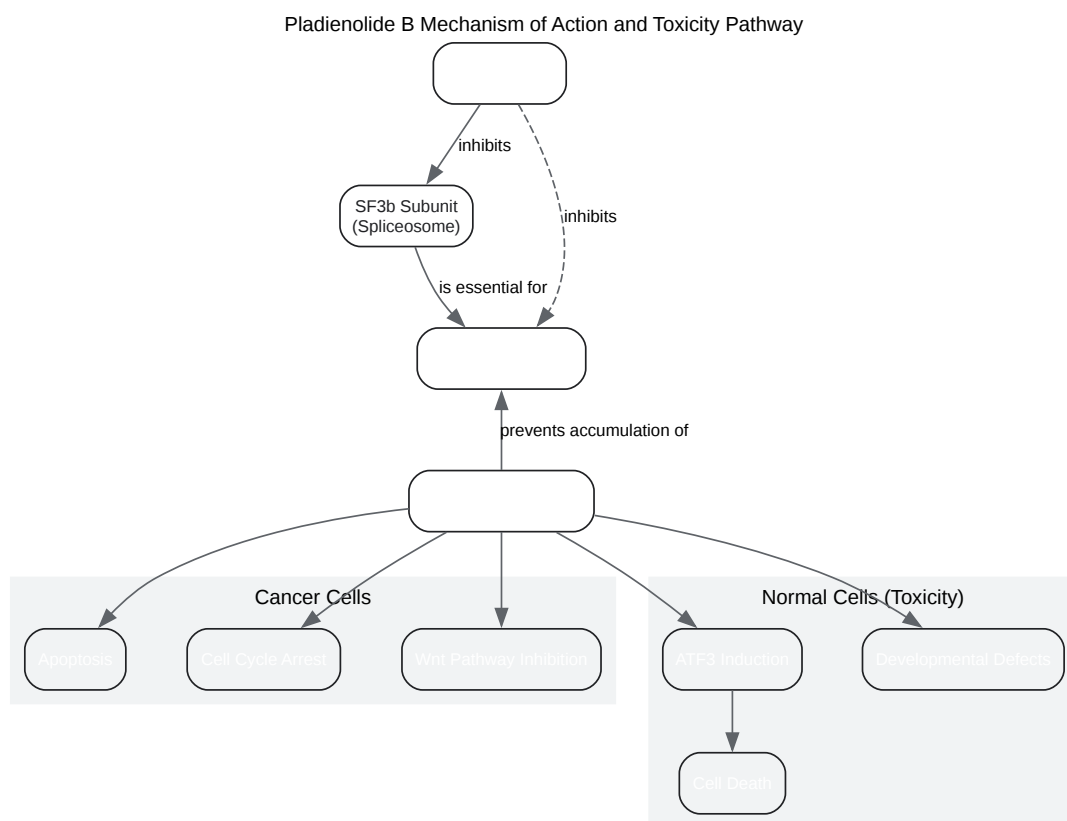 Pladienolide B Mechanism of Action and Toxicity Pathway
inhibits
SF3b Subunit
(Spliceosome)
inhibits
is essential for
prevents accumulation of
Cancer Cells
Normal Cells (Toxicity)
Apoptosis
Cell Cycle Arrest
Wnt Pathway Inhibition
ATF3 Induction
Developmental Defects
Cell Death